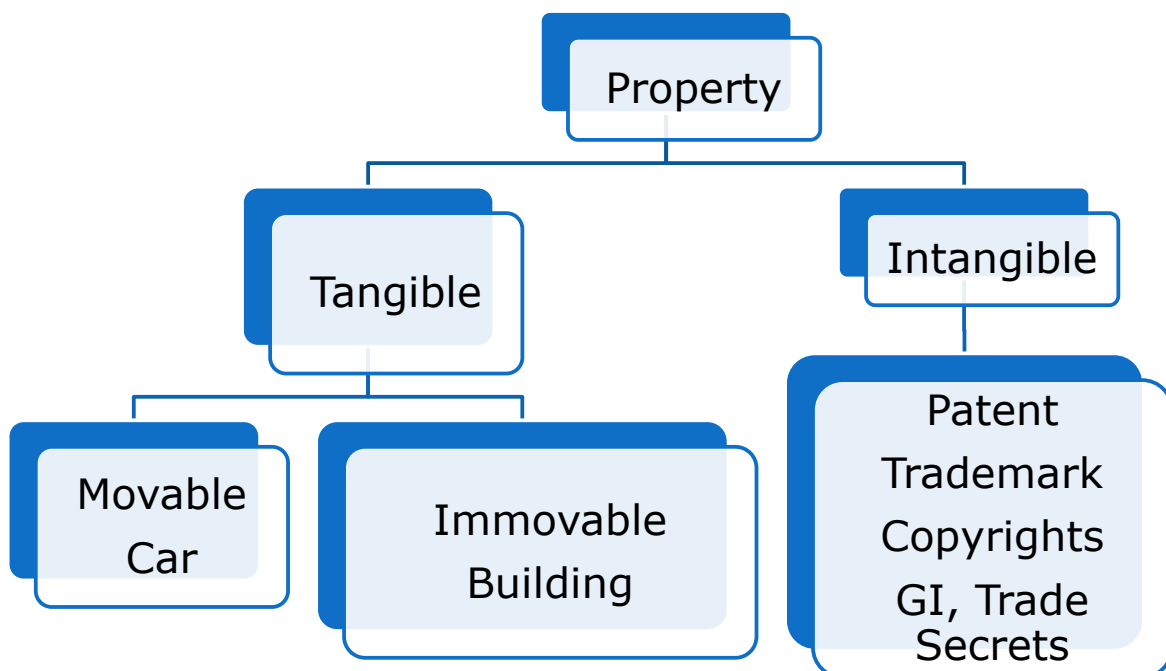 Property
Tangible
Intangible
Movable
Car
Immovable
Building
Patent
Trademark
Copyrights
GI, Trade
Secrets